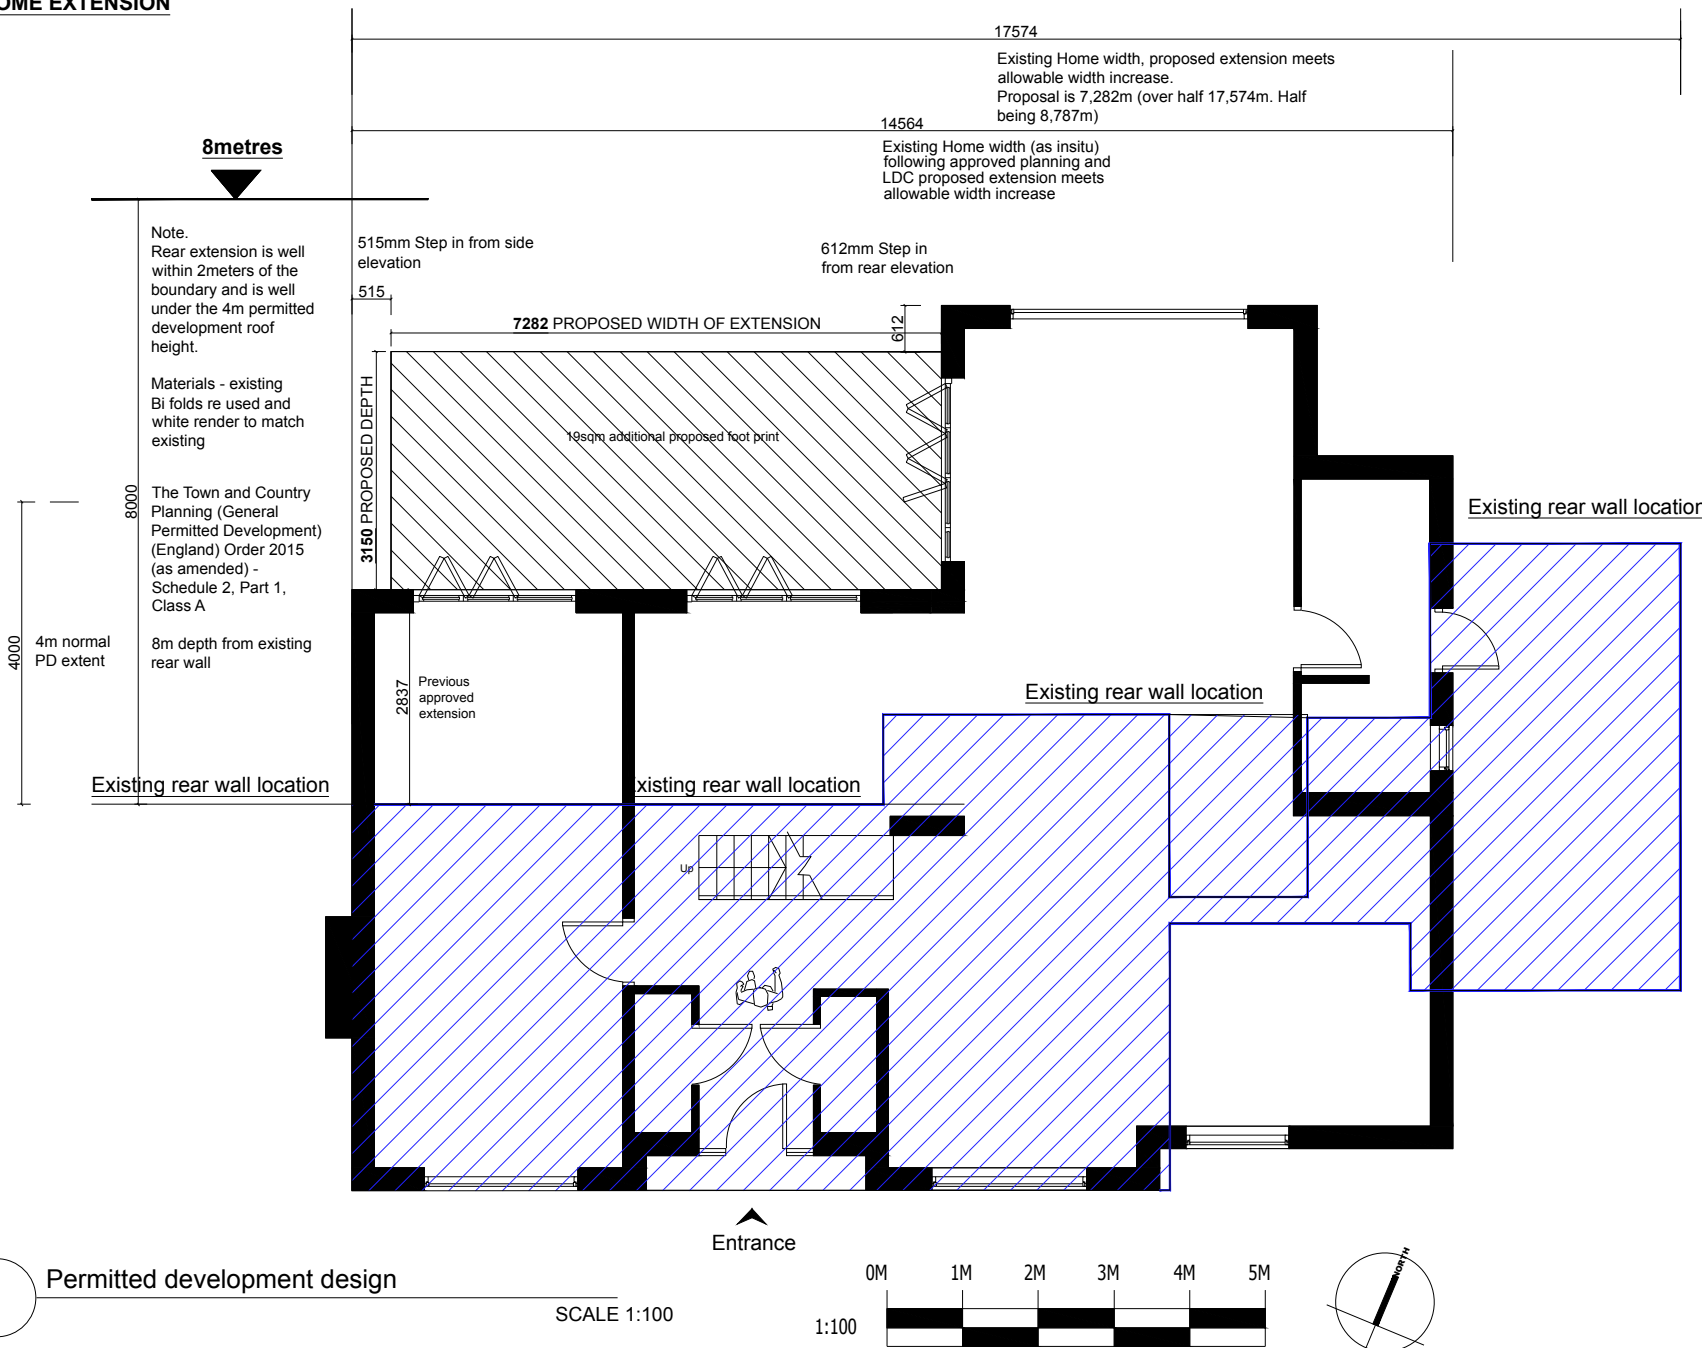 OME EXTENSION
17574
Existing Home width, proposed extension meets
allowable width increase.
Proposal is 7,282m (over half 17,574m. Half
being 8,787m)
14564
Existing Home width (as insitu)
following approved planning and
LDC proposed extension meets
allowable width increase
8metres
Note.
Rear extension is well
within 2meters of the
boundary and is well
under the 4m permitted
development roof
height.
Materials - existing
Bi folds re used and
white render to match
existing
The Town and Country
Planning (General
Permitted Development)
(England) Order 2015
(as amended) -
Schedule 2, Part 1,
Class A
8m depth from existing
rear wall
8000
4000
4m normal
PD extent
515mm Step in from side
elevation
515
612mm Step in
from rear elevation
612
7282 PROPOSED WIDTH OF EXTENSION
3150 PROPOSED DEPTH
19sqm additional proposed foot print
Existing rear wall location
2837
Previous
approved
extension
Existing rear wall location
Existing rear wall location
xisting rear wall location
Up
Entrance
Permitted development design
SCALE 1:100
0M 1M 2M 3M 4M 5M
1:100
NORTH